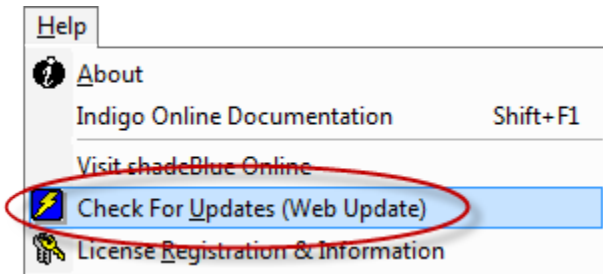 Help
About
Indigo Online Documentation Shift+F1
Visit shadeBlue Online
Check For Updates (Web Update)
License Registration & Information